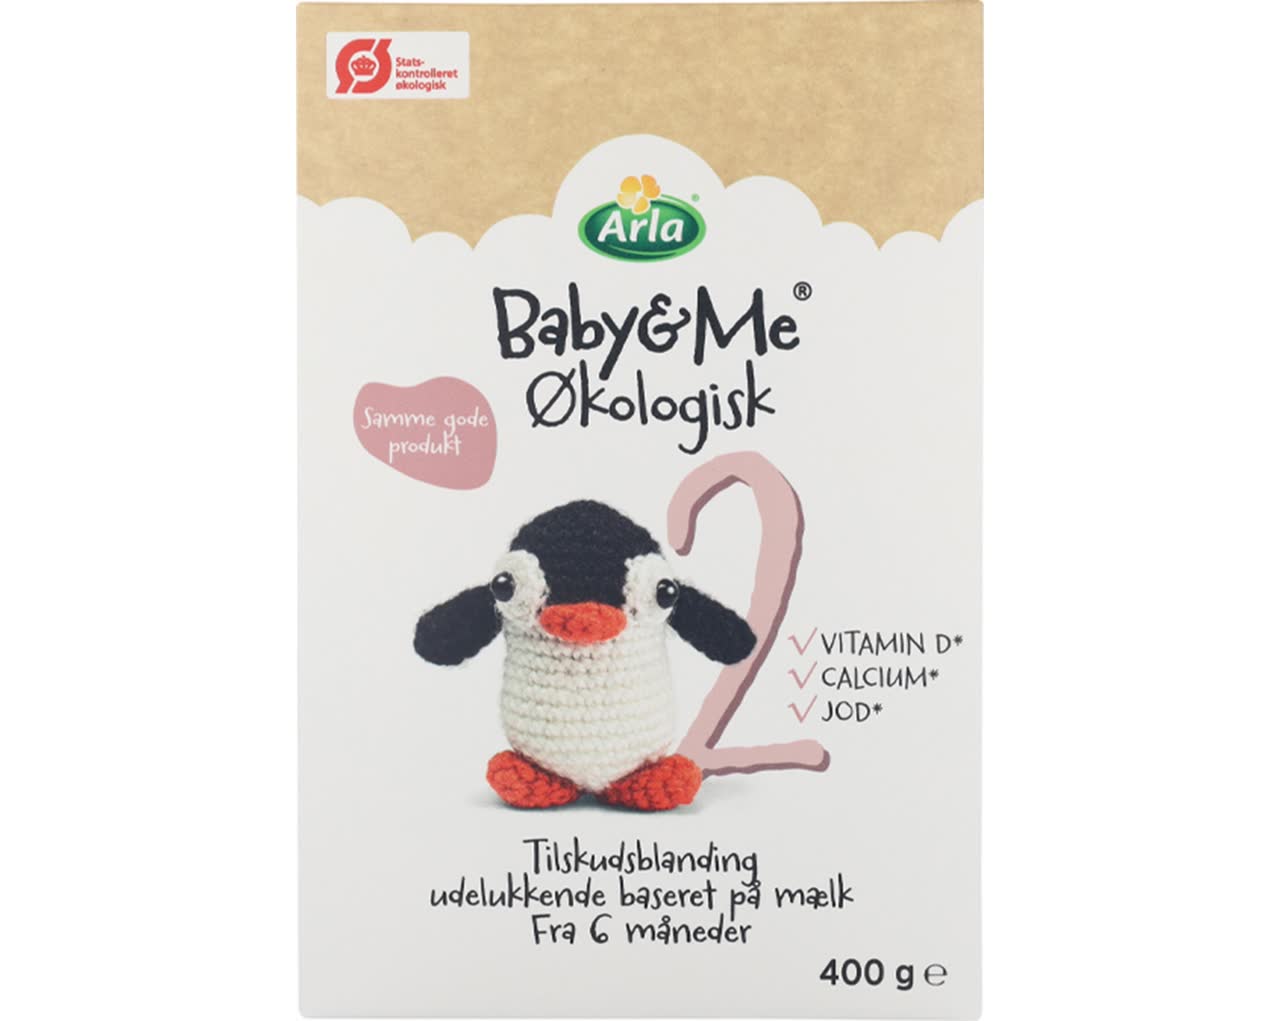 Stats-
kontrolleret
økologisk
Arla®
Baby&Me®
Økologisk
Samme gode
produkt
2
√ VITAMIN D*
√ CALCIUM*
√ JOD*
Tilskudsblanding
udelukkende baseret på mælk
Fra 6 måneder
400 g ℮